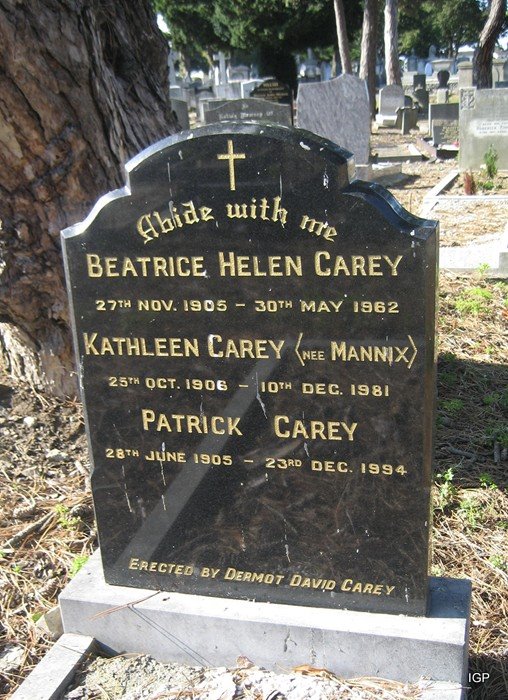 Abide with me
BEATRICE HELEN CAREY
27TH NOV. 1905 - 30TH MAY 1962
KATHLEEN CAREY (NEE MANNIX)
25TH OCT. 1906 - 10TH DEC. 1981
PATRICK CAREY
28TH JUNE 1905 - 23RD DEC. 1994
ERECTED BY DERMOT DAVID CAREY
IGP